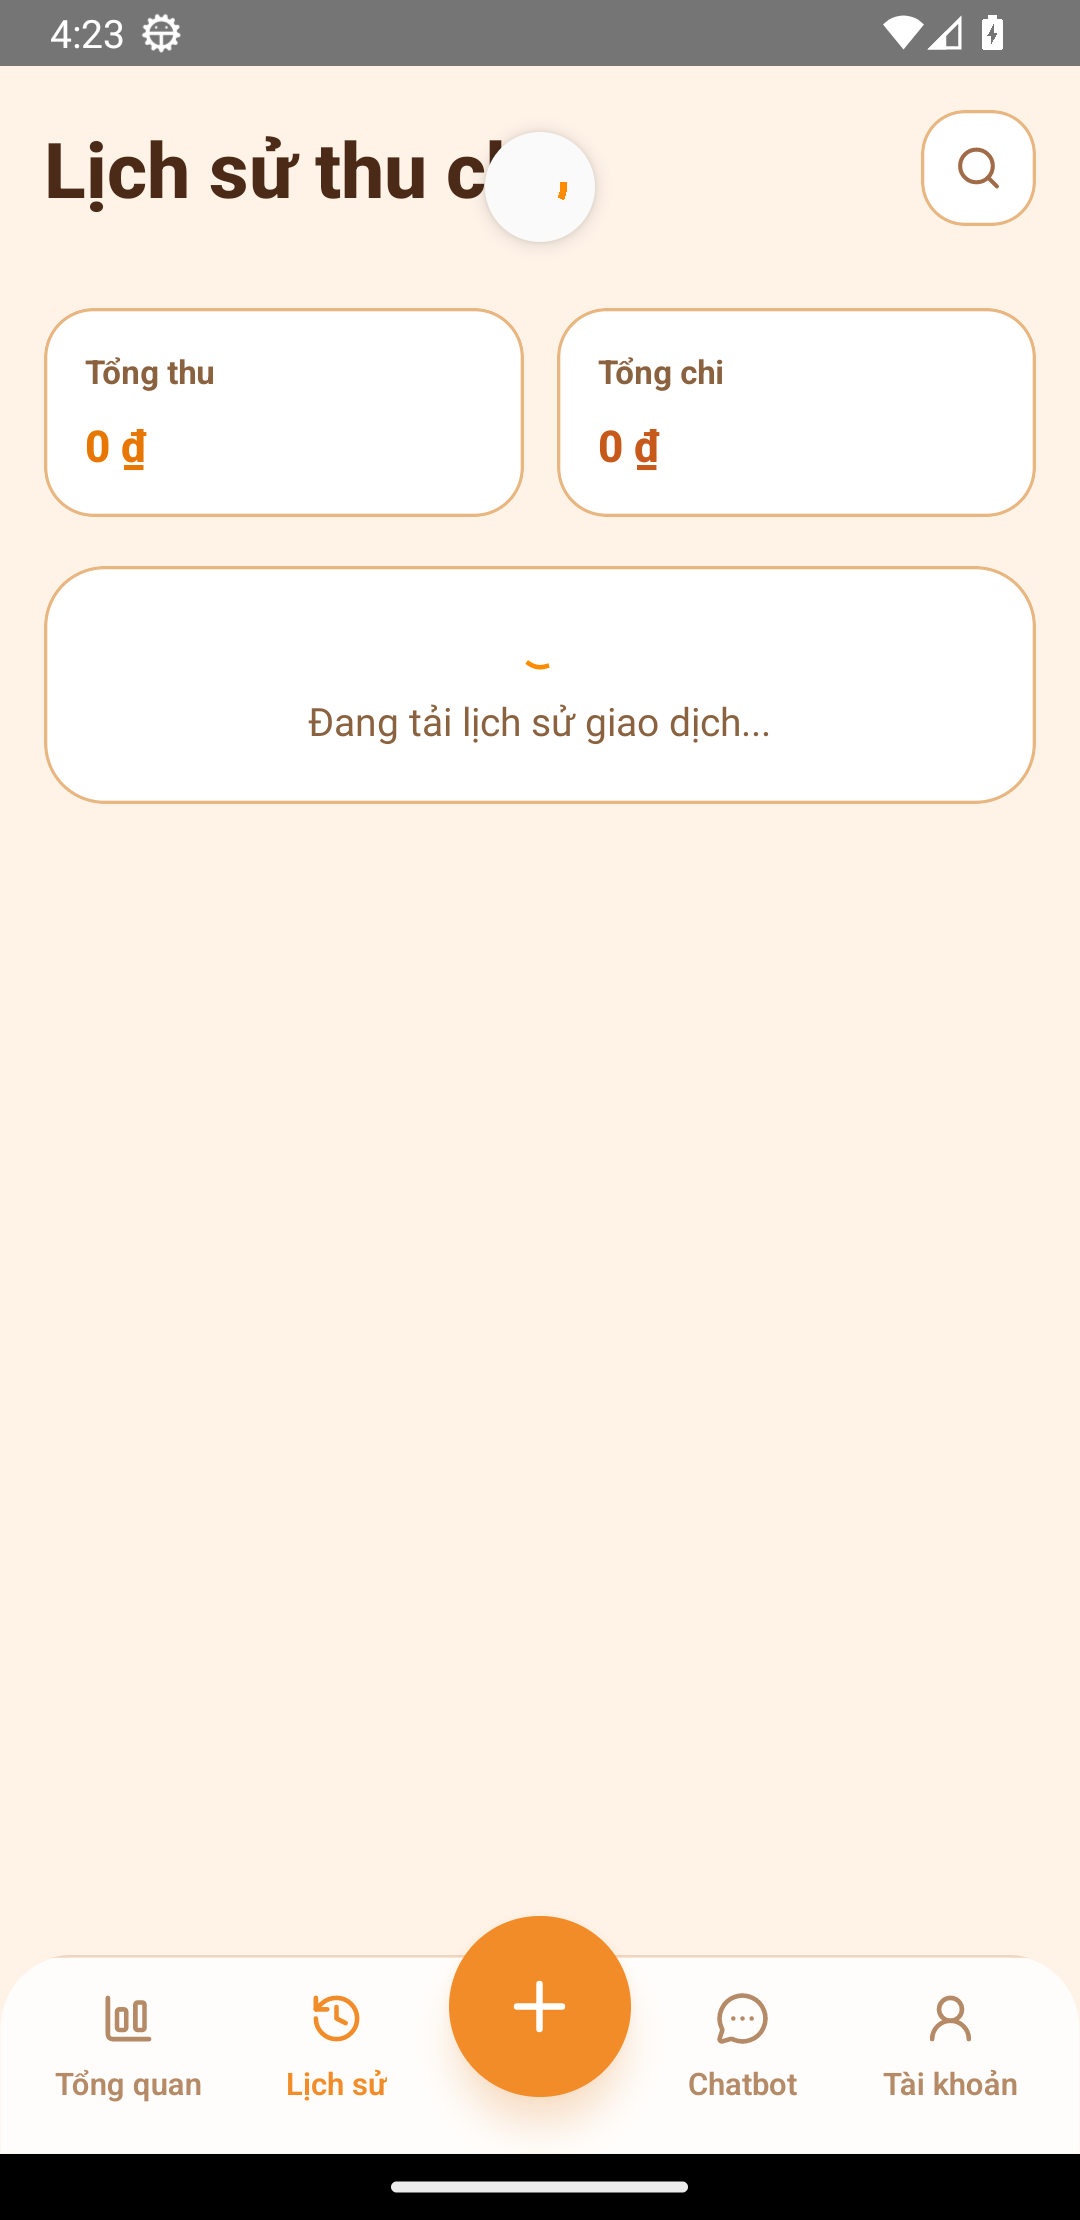 4:23
Lịch sử thu
Tổng thu
0 ₫
Tổng chi
0 ₫
Đang tải lịch sử giao dịch...
Tổng quan
Lịch sử
Chatbot
Tài khoản